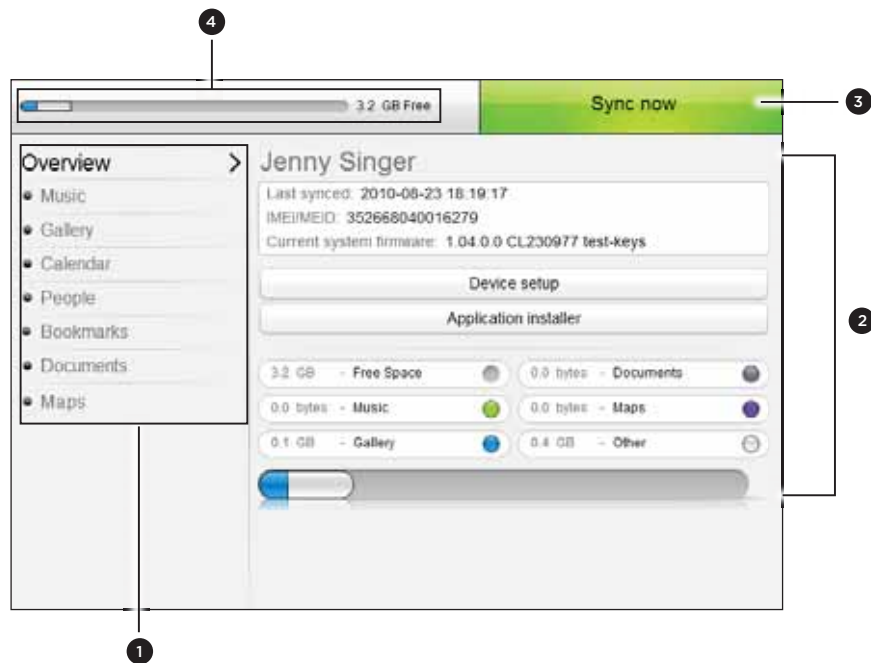 4
3.2 GB Free
Sync now
3
Overview >
Music
Gallery
Calendar
People
Bookmarks
Documents
Maps
Jenny Singer
Last synced: 2010-08-23 18:19:17
IMEI/MEID: 352668040016279
Current system firmware: 1.04.0.0 CL230977 test-keys
Device setup
Application installer
3.2 GB - Free Space
0.0 bytes - Documents
0.0 bytes - Music
0.0 bytes - Maps
0.1 GB - Gallery
0.4 GB - Other
2
1